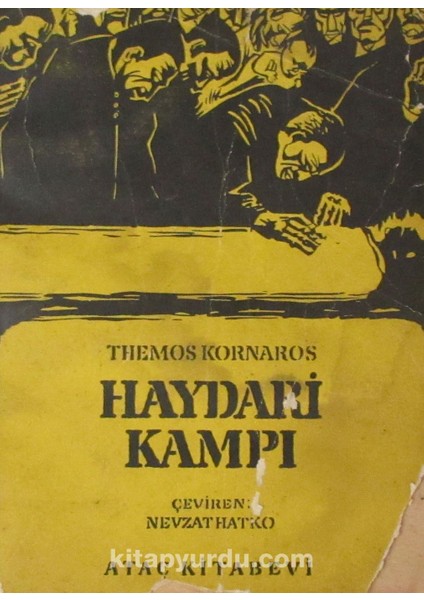 THEMOS KORNAROS
HAYDARİ
KAMPI
ÇEVİREN:
NEVZAT HATKO
kitapyurdu.com
ATAÇ KİTABEVİ